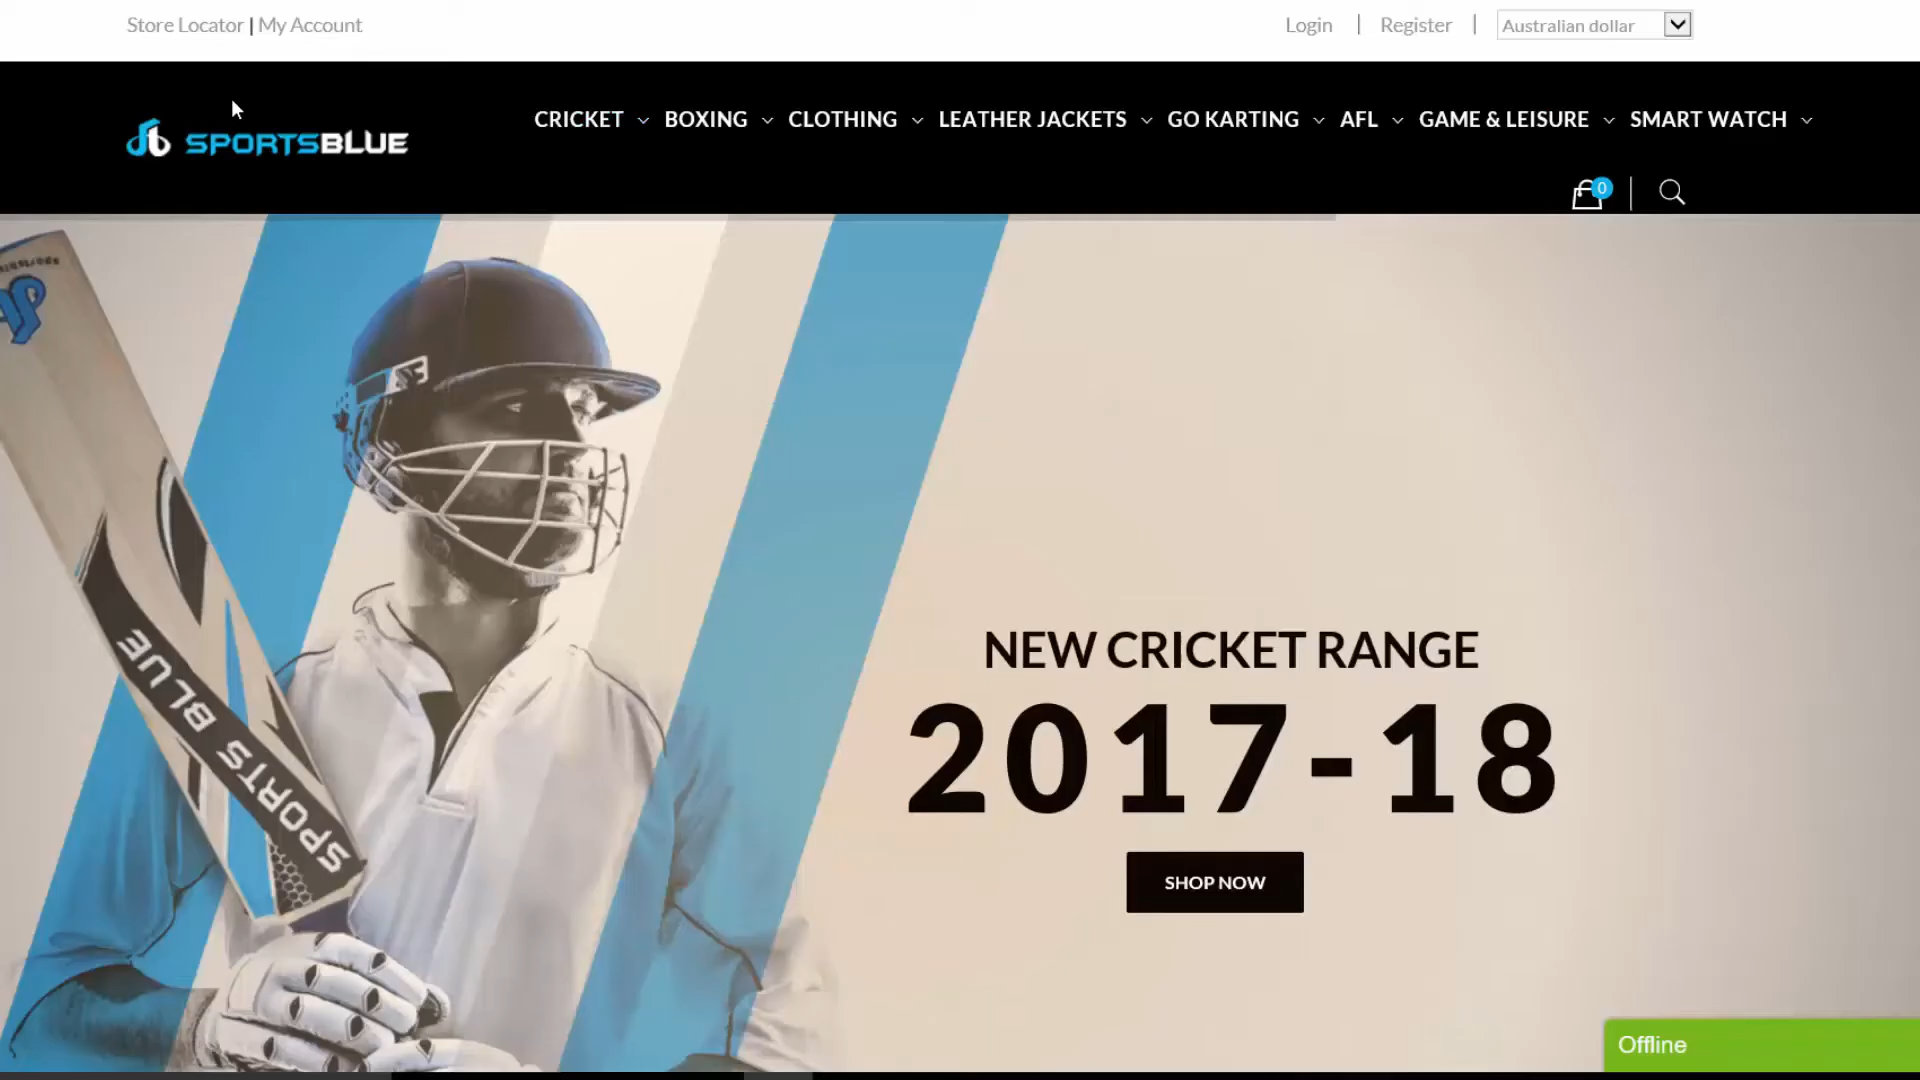 Store Locator | My Account
Login | Register | Australian dollar
SPORTSBLUE
CRICKET BOXING CLOTHING LEATHER JACKETS GO KARTING AFL GAME & LEISURE SMART WATCH
0
SPORTS BLUE
NEW CRICKET RANGE
2017-18
SHOP NOW
Offline